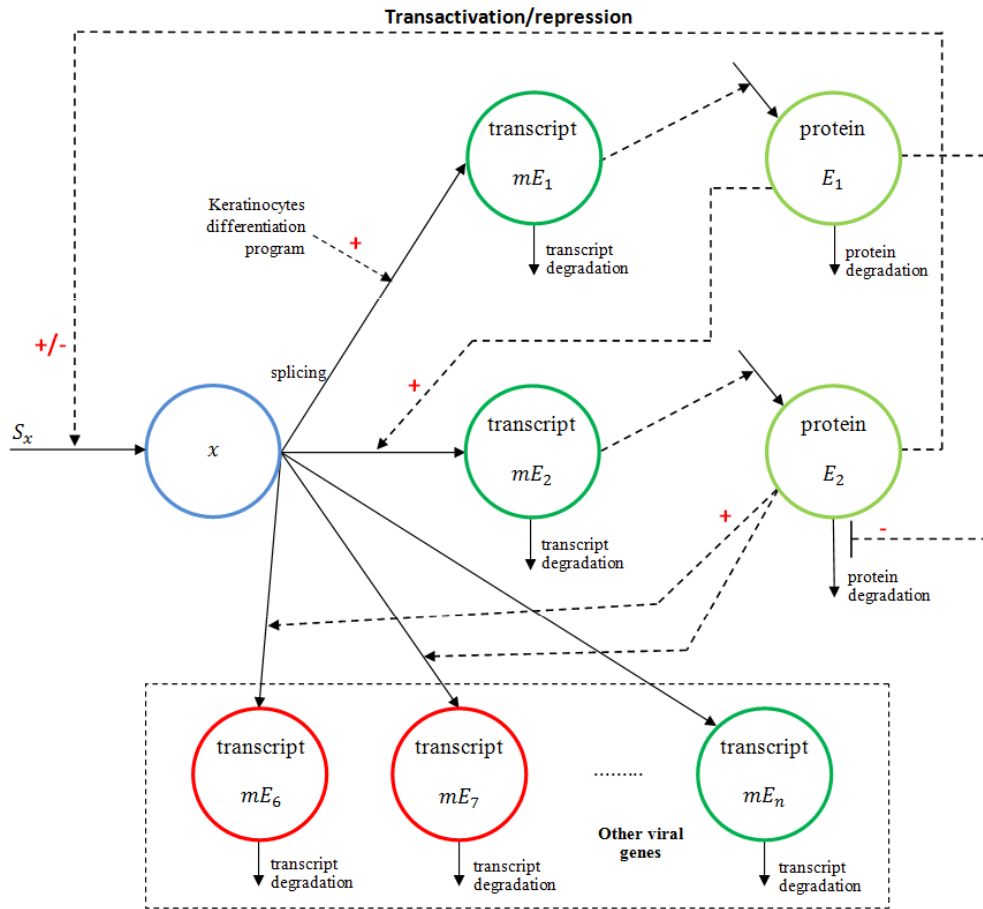 Transactivation/repression
transcript
mE₁
protein
E₁
Keratinocytes
differentiation
program
+
transcript
degradation
protein
degradation
+/-
splicing
+
Sₓ
x
transcript
mE₂
protein
E₂
+
-
transcript
degradation
protein
degradation
transcript
mE₆
transcript
mE₇
.........
transcript
mEₙ
Other viral
genes
transcript
degradation
transcript
degradation
transcript
degradation